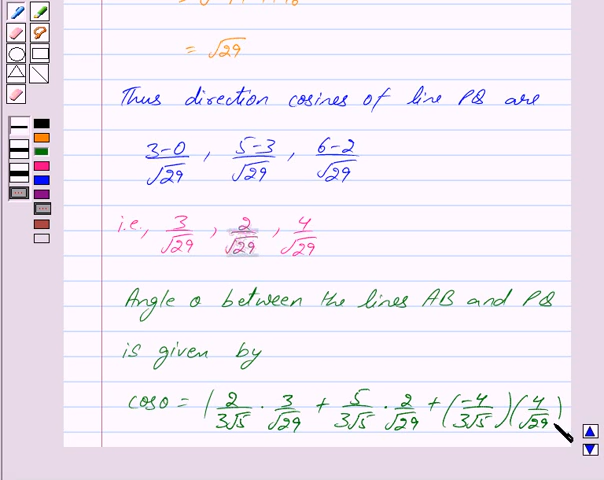 = √29
Thus direction cosines of line PQ are
3-0/√29 , 5-3/√29 , 6-2/√29
i.e., 3/√29 , 2/√29 , 4/√29
Angle θ between the lines AB and PQ
is given by
cosθ = | 2/3√5 · 3/√29 + 5/3√5 · 2/√29 + (-4/3√5)(4/√29)